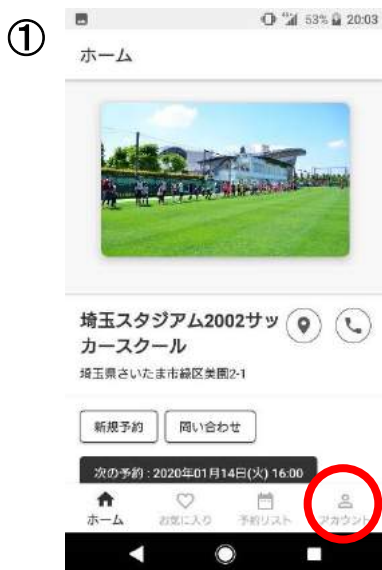 ①
53% 20:03
ホーム
埼玉スタジアム2002サッ
カースクール
埼玉県さいたま市緑区美園2-1
新規予約 問い合わせ
次の予約 : 2020年01月14日(火) 16:00
ホーム お気に入り 予約リスト アカウント